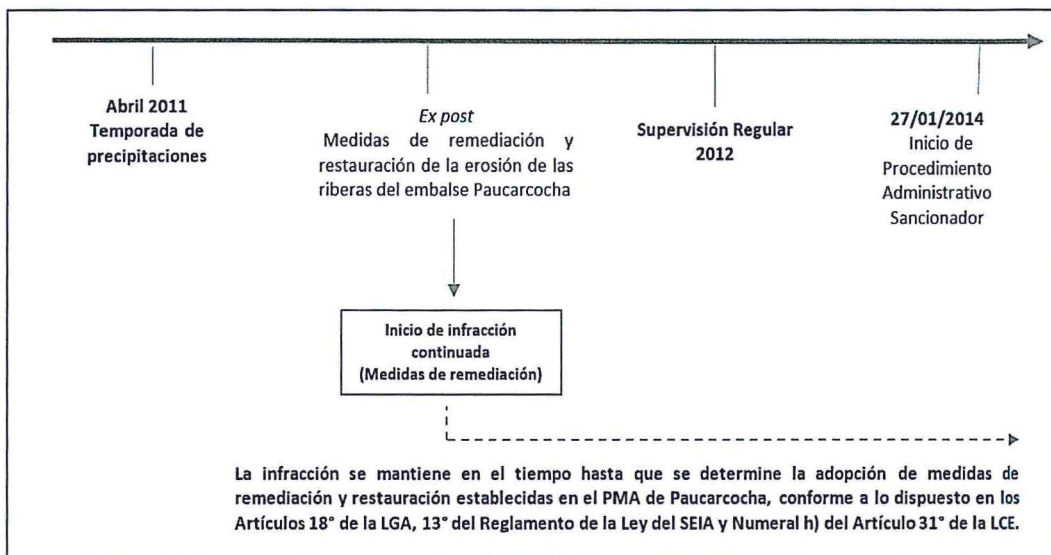 Abril 2011
Temporada de
precipitaciones
Ex post
Medidas de remediación y
restauración de la erosión de las
riberas del embalse Paucarcocha
Supervisión Regular
2012
27/01/2014
Inicio de
Procedimiento
Administrativo
Sancionador
Inicio de infracción
continuada
(Medidas de remediación)
La infracción se mantiene en el tiempo hasta que se determine la adopción de medidas de
remediación y restauración establecidas en el PMA de Paucarcocha, conforme a lo dispuesto en los
Artículos 18° de la LGA, 13° del Reglamento de la Ley del SEIA y Numeral h) del Artículo 31° de la LCE.